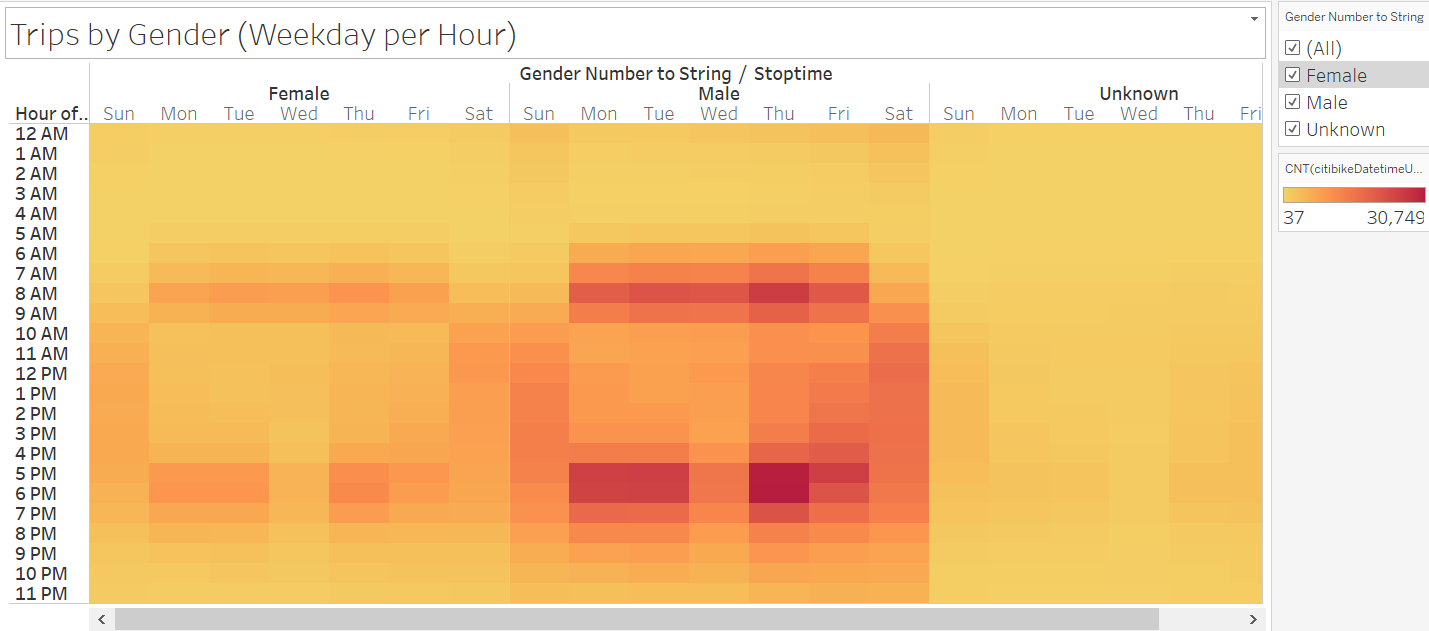 Trips by Gender (Weekday per Hour)
Gender Number to String / Stoptime
Female Male Unknown
Hour of.. Sun Mon Tue Wed Thu Fri Sat Sun Mon Tue Wed Thu Fri Sat Sun Mon Tue Wed Thu Fri
12 AM
1 AM
2 AM
3 AM
4 AM
5 AM
6 AM
7 AM
8 AM
9 AM
10 AM
11 AM
12 PM
1 PM
2 PM
3 PM
4 PM
5 PM
6 PM
7 PM
8 PM
9 PM
10 PM
11 PM
Gender Number to String
(All)
Female
Male
Unknown
CNT(citibikeDatetimeU...
37 30,749